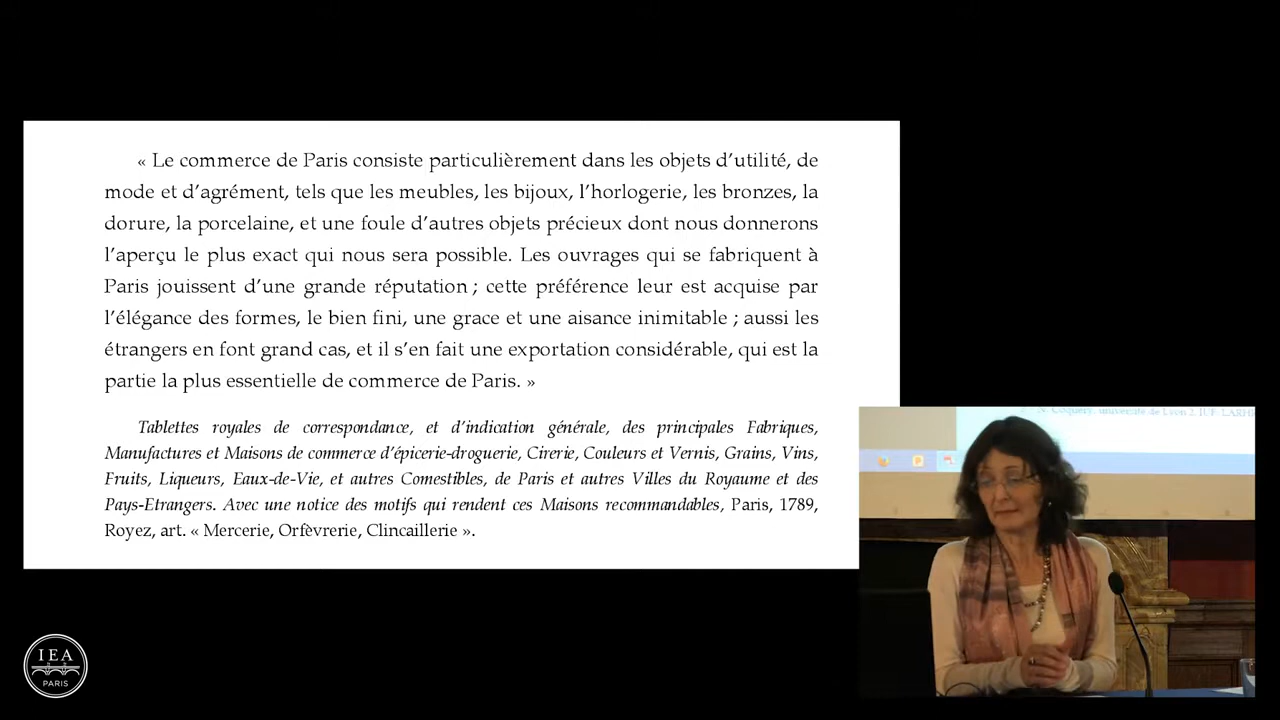 « Le commerce de Paris consiste particulièrement dans les objets d’utilité, de
mode et d’agrément, tels que les meubles, les bijoux, l’horlogerie, les bronzes, la
dorure, la porcelaine, et une foule d’autres objets précieux dont nous donnerons
l’aperçu le plus exact qui nous sera possible. Les ouvrages qui se fabriquent à
Paris jouissent d’une grande réputation ; cette préférence leur est acquise par
l’élégance des formes, le bien fini, une grace et une aisance inimitable ; aussi les
étrangers en font grand cas, et il s’en fait une exportation considérable, qui est la
partie la plus essentielle de commerce de Paris. »
Tablettes royales de correspondance, et d’indication générale, des principales Fabriques,
Manufactures et Maisons de commerce d’épicerie-droguerie, Cirerie, Couleurs et Vernis, Grains, Vins,
Fruits, Liqueurs, Eaux-de-Vie, et autres Comestibles, de Paris et autres Villes du Royaume et des
Pays-Etrangers. Avec une notice des motifs qui rendent ces Maisons recommandables, Paris, 1789,
Royez, art. « Mercerie, Orfèvrerie, Clincaillerie ».
N. Coquery, université de Lyon 2, IUF, LARHR
IEA
PARIS